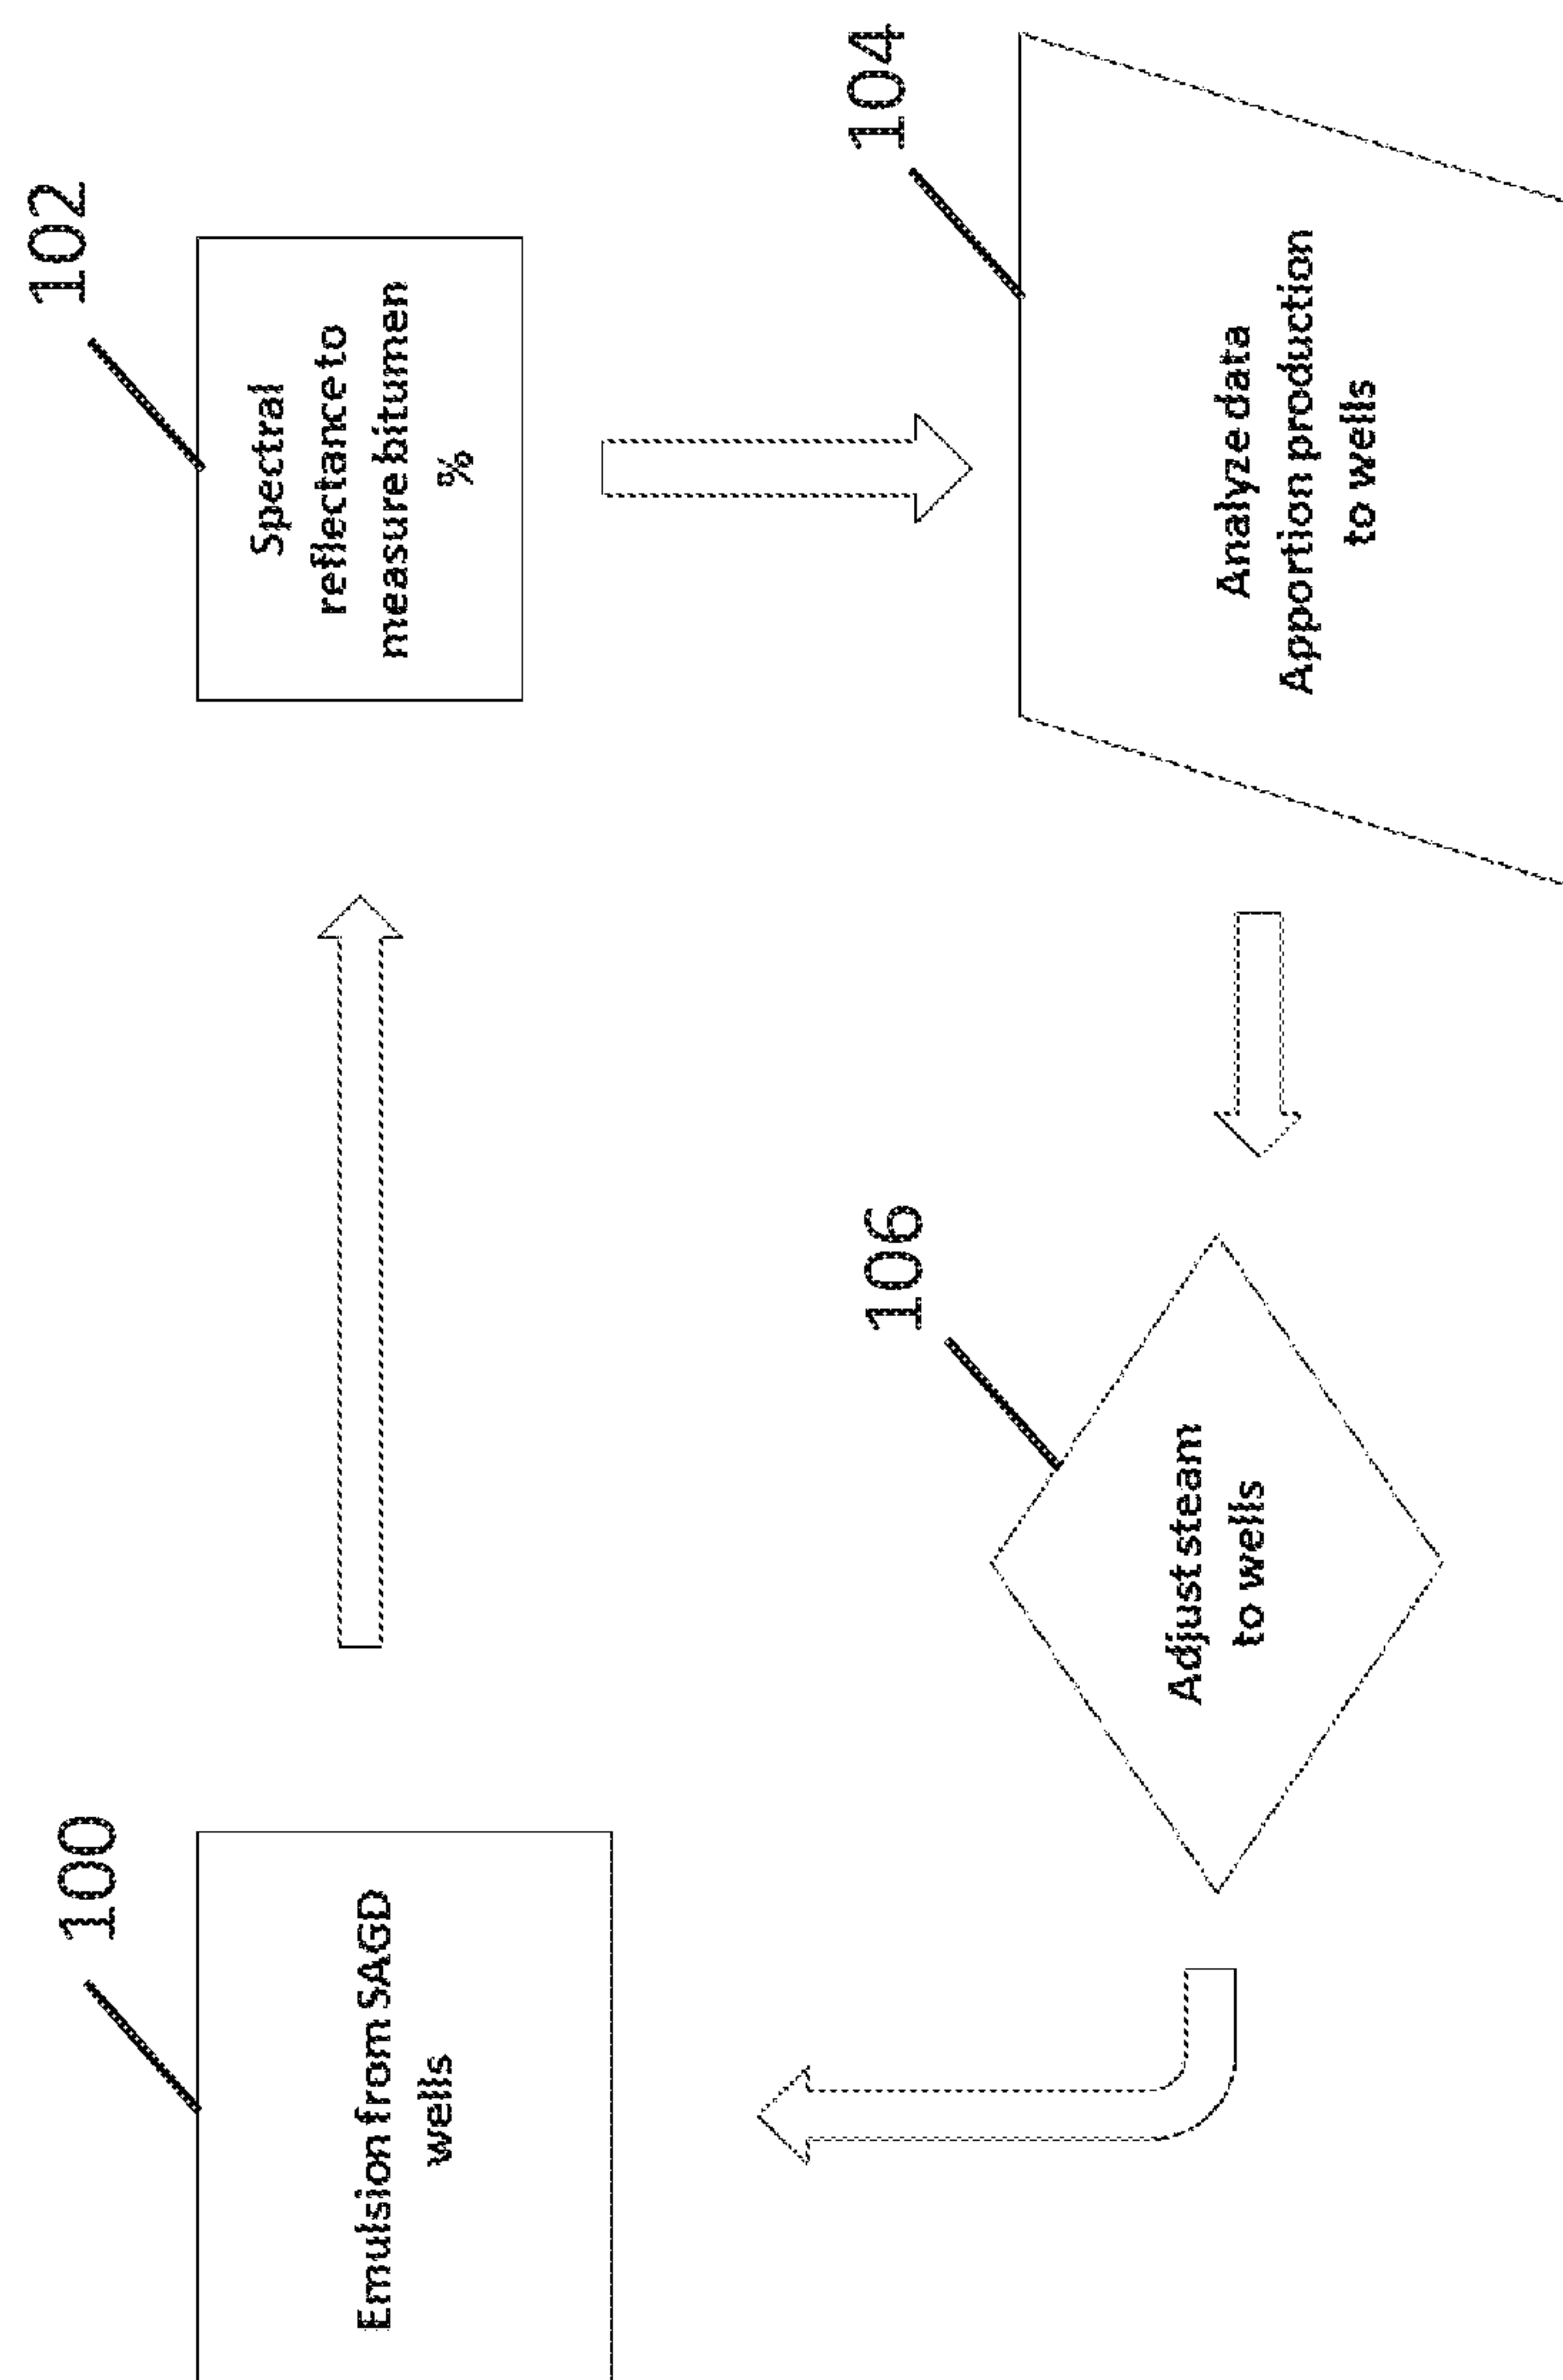 100
Emulsion from SAGD
wells
102
Spectral
reflectance to
measure bitumen
%
104
Analyze data
Apportion production
to wells
106
Adjust steam
to wells